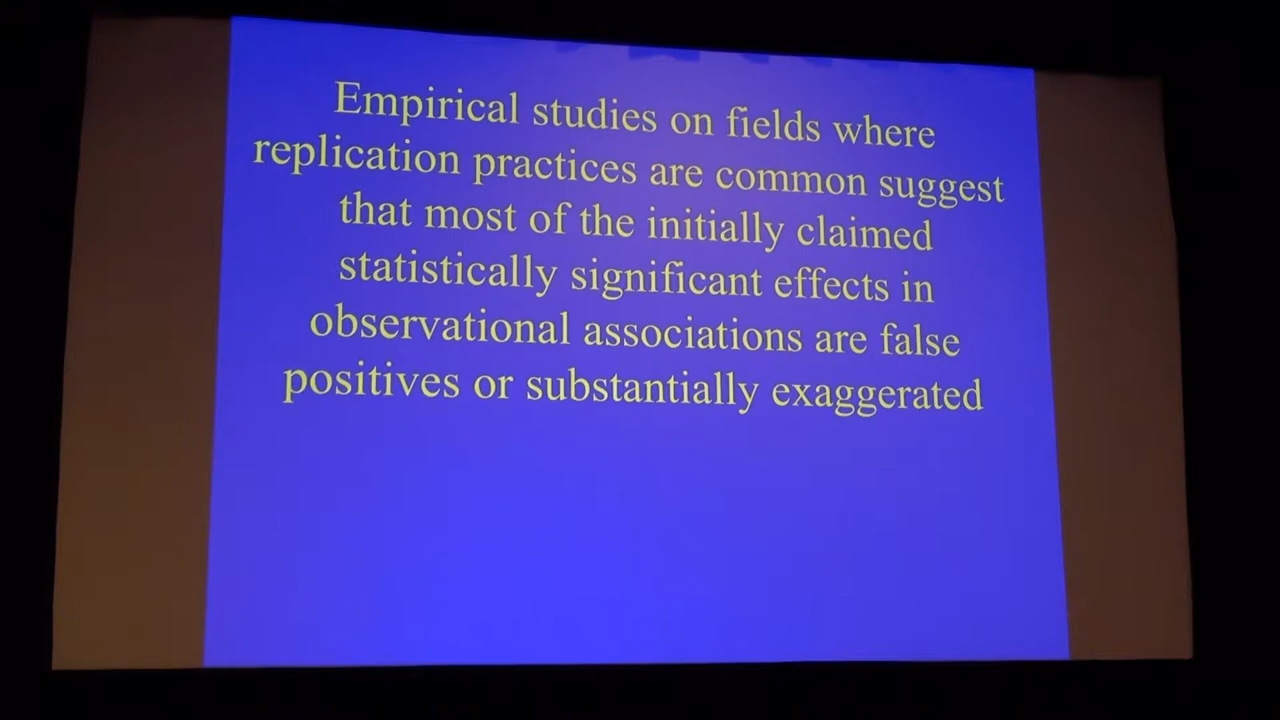 Empirical studies on fields where
replication practices are common suggest
that most of the initially claimed
statistically significant effects in
observational associations are false
positives or substantially exaggerated